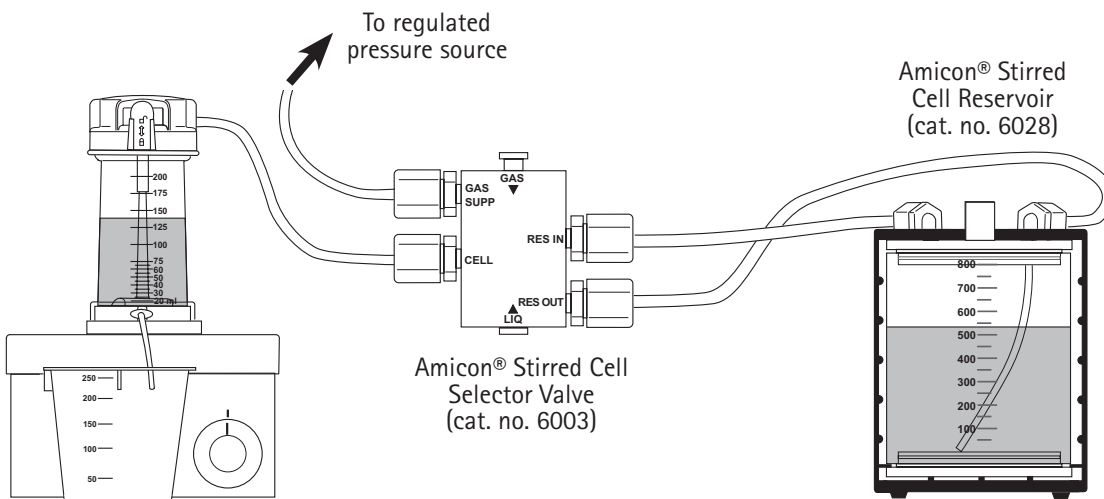 To regulated
pressure source
Amicon® Stirred
Cell Reservoir
(cat. no. 6028)
200
175
150
125
100
75
60
50
40
30
20 ml
GAS
GAS
SUPP
RES IN
CELL
RES OUT
LIQ
800
700
600
500
400
300
200
100
Amicon® Stirred Cell
Selector Valve
(cat. no. 6003)
250
200
150
100
50